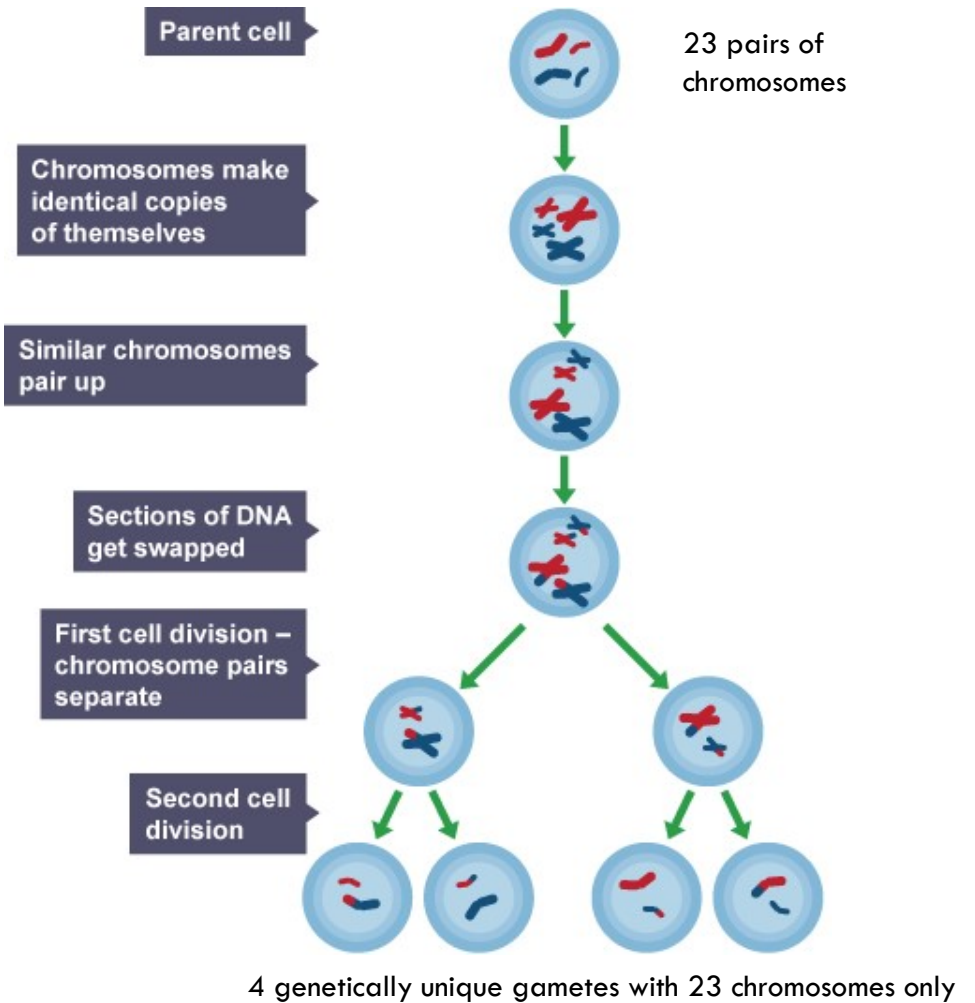 Parent cell
23 pairs of
chromosomes
Chromosomes make
identical copies
of themselves
Similar chromosomes
pair up
Sections of DNA
get swapped
First cell division –
chromosome pairs
separate
Second cell
division
4 genetically unique gametes with 23 chromosomes only